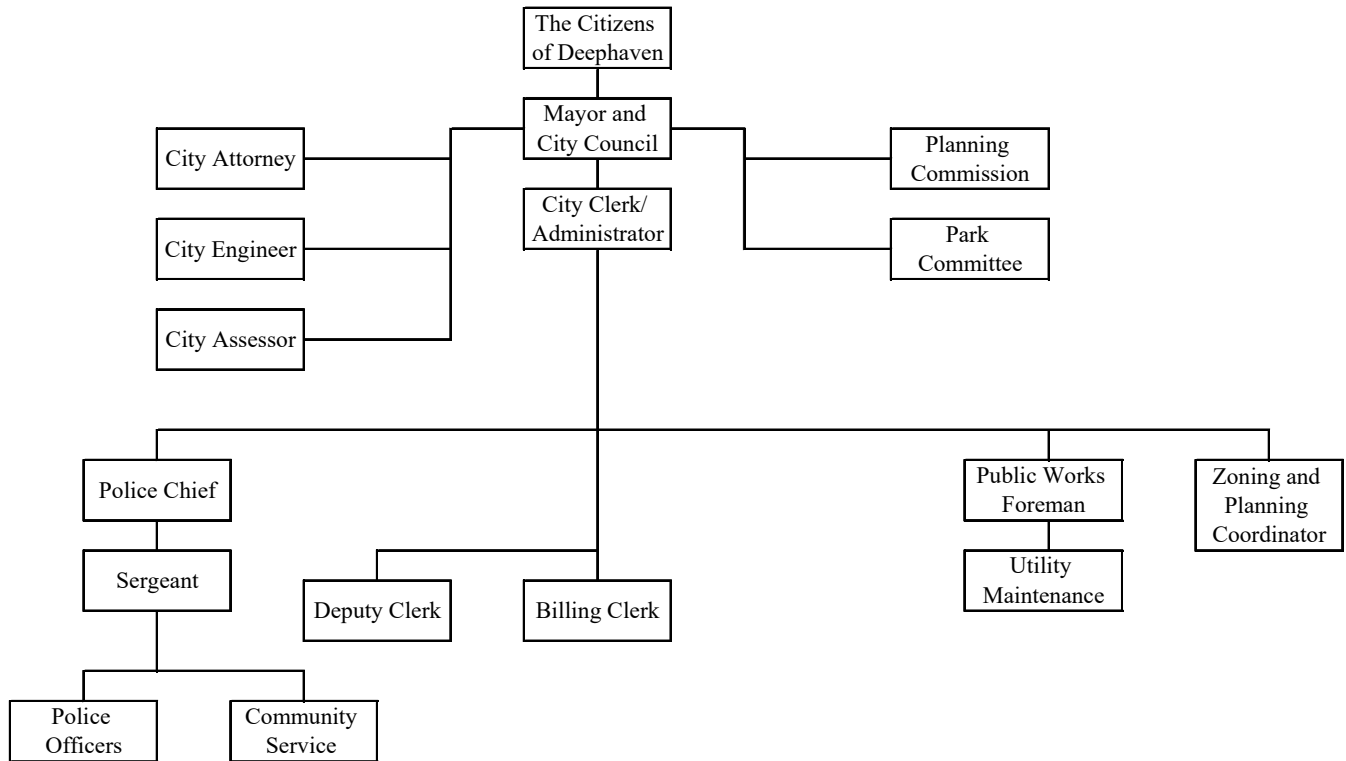 The Citizens
of Deephaven
Mayor and
City Council
City Attorney
Planning
Commission
City Clerk/
Administrator
City Engineer
Park
Committee
City Assessor
Police Chief
Public Works
Foreman
Zoning and
Planning
Coordinator
Sergeant
Deputy Clerk
Billing Clerk
Utility
Maintenance
Police
Officers
Community
Service